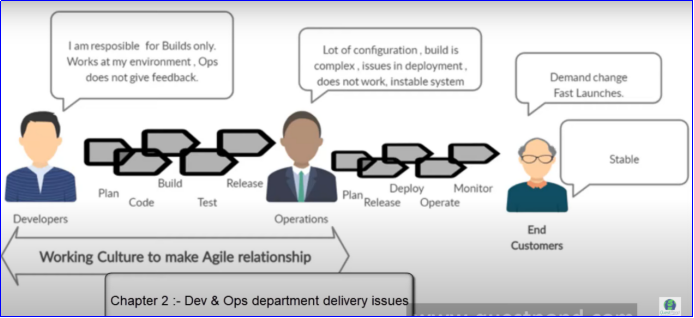 I am resposible for Builds only.
Works at my environment , Ops
does not give feedback.
Lot of configuration , build is
complex , issues in deployment ,
does not work, instable system
Demand change
Fast Launches.
Stable
Plan
Code
Build
Test
Release
Plan
Release
Deploy
Operate
Monitor
Developers
Operations
End
Customers
Working Culture to make Agile relationship
Chapter 2 :- Dev & Ops department delivery issues